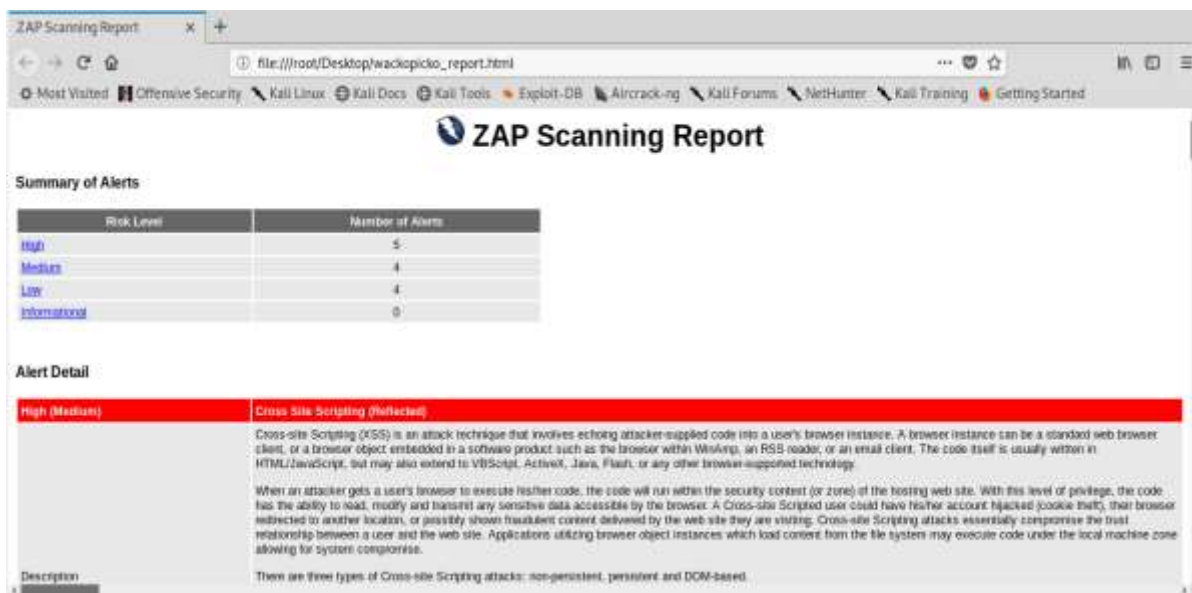 ZAP Scanning Report
file:///root/Desktop/wackopicko_report.html
Most Visited Offensive Security Kali Linux Kali Docs Kali Tools Exploit-DB Aircrack-ng Kali Forums NetHunter Kali Training Getting Started
ZAP Scanning Report
Summary of Alerts
Risk Level Number of Alerts
High 5
Medium 4
Low 4
Informational 0
Alert Detail
High (Medium) Cross Site Scripting (Reflected)
Cross-site Scripting (XSS) is an attack technique that involves echoing attacker-supplied code into a user's browser instance. A browser instance can be a standard web browser
client, or a browser object embedded in a software product such as the browser within WinAmp, an RSS reader, or an email client. The code itself is usually written in
HTML/JavaScript, but may also extend to VBScript, ActiveX, Java, Flash, or any other browser-supported technology.
When an attacker gets a user's browser to execute his/her code, the code will run within the security context (or zone) of the hosting web site. With this level of privilege, the code
has the ability to read, modify and transmit any sensitive data accessible by the browser. A Cross-site Scripted user could have his/her account hijacked (cookie theft), their browser
redirected to another location, or possibly shown fraudulent content delivered by the web site they are visiting. Cross-site Scripting attacks essentially compromise the trust
relationship between a user and the web site. Applications utilizing browser object instances which load content from the file system may execute code under the local machine zone
allowing for system compromise.
Description There are three types of Cross-site Scripting attacks: non-persistent, persistent and DOM-based.